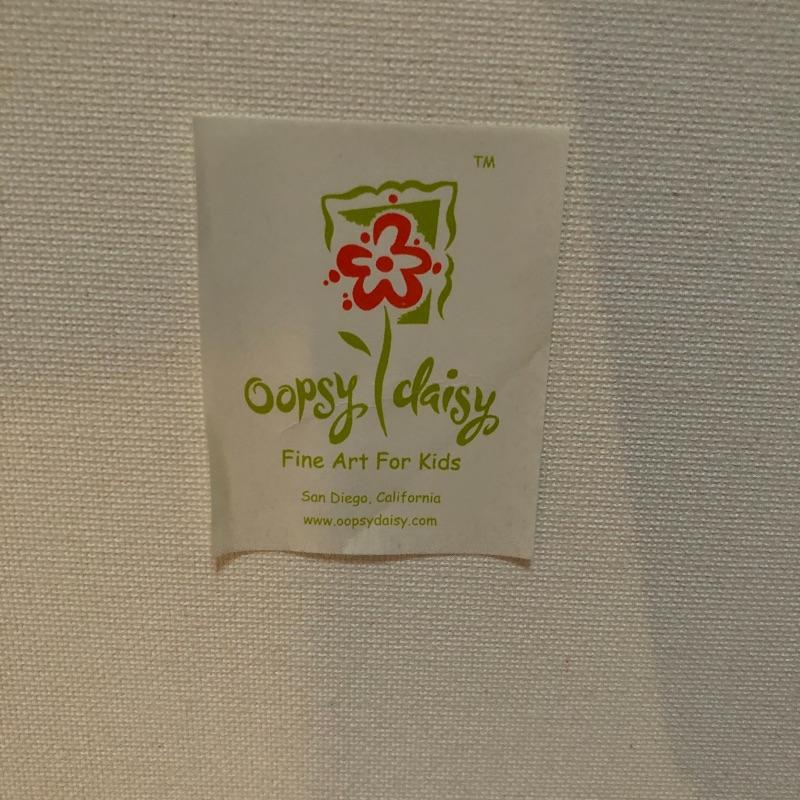 TM
Oopsy daisy
Fine Art For Kids
San Diego, California
www.oopsydaisy.com